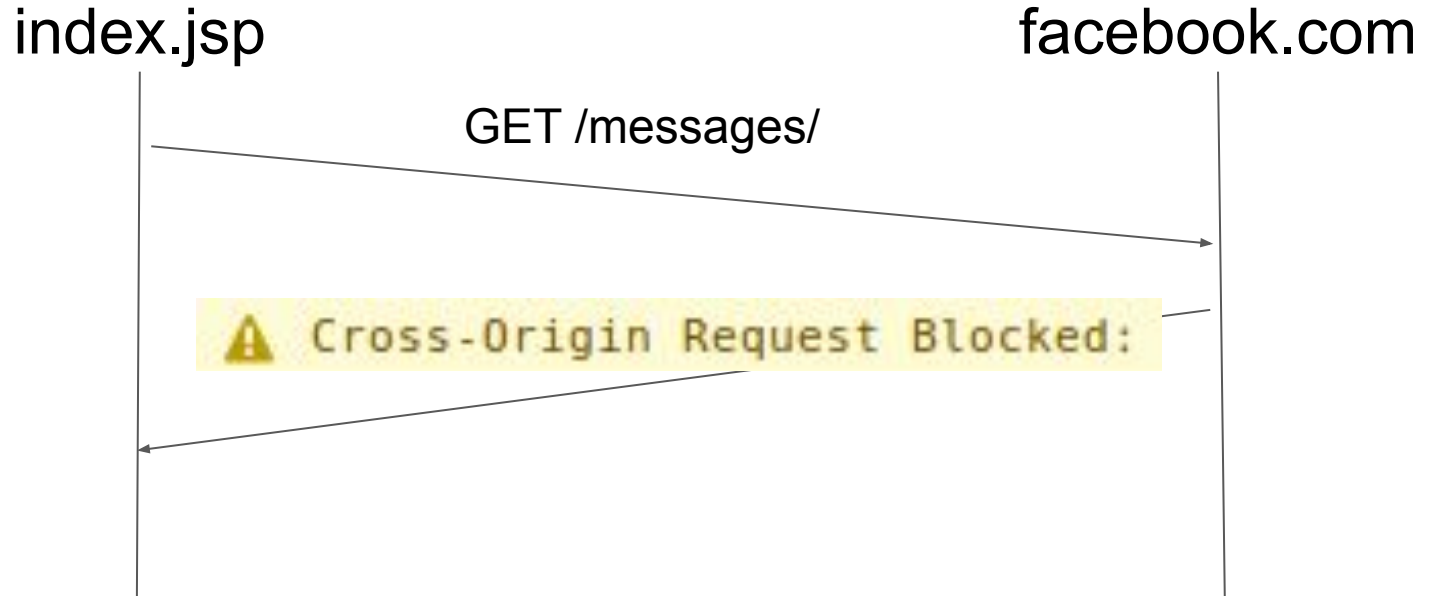 index.jsp
facebook.com
GET /messages/
Cross-Origin Request Blocked: